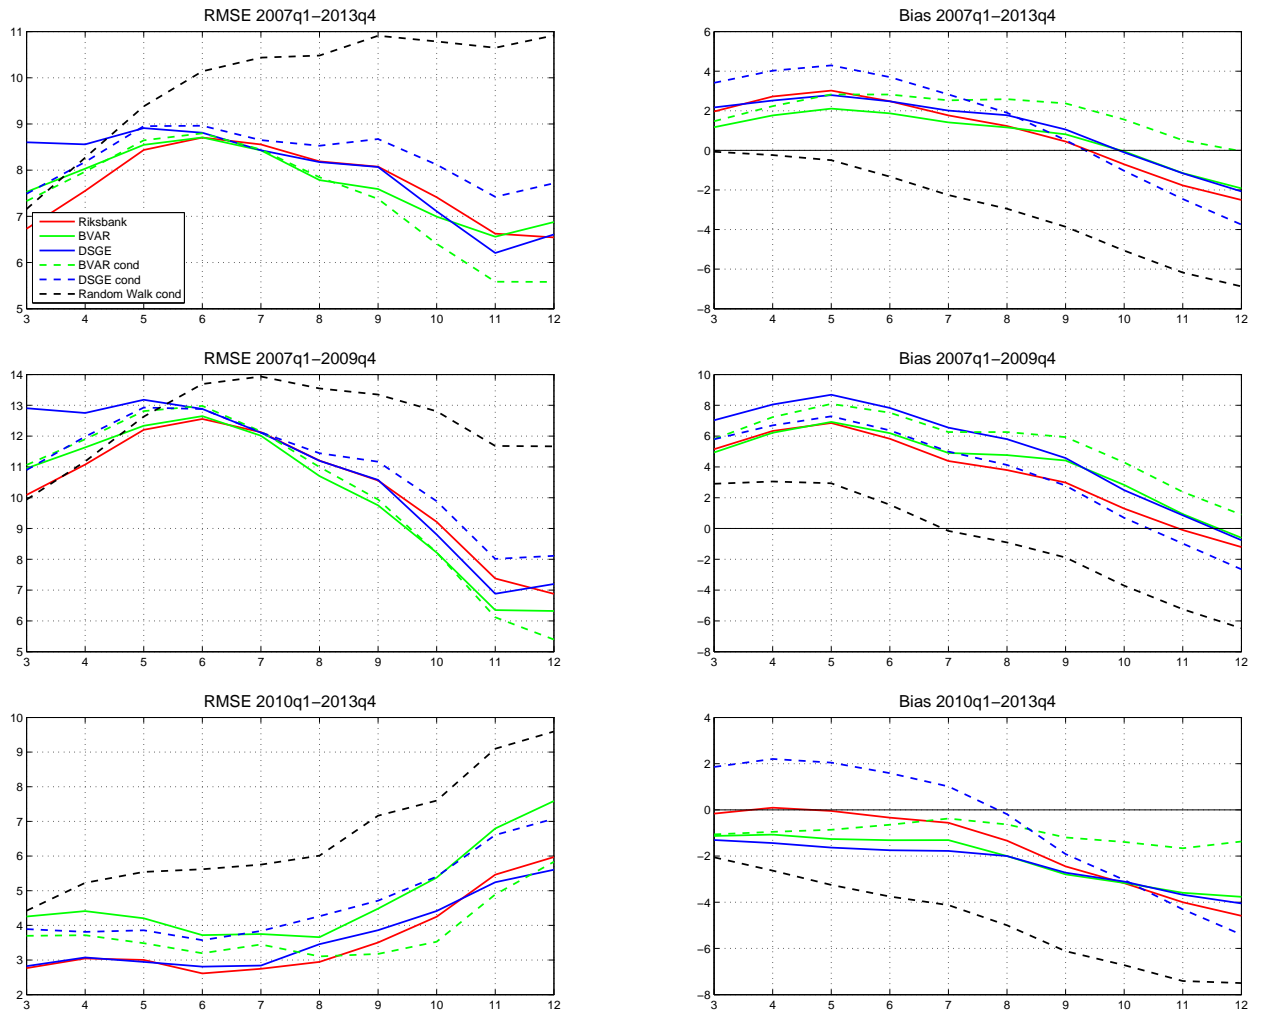 RMSE 2007q1−2013q4
11
10
9
8
7
6
5
Riksbank
BVAR
DSGE
BVAR cond
DSGE cond
Random Walk cond
3 4 5 6 7 8 9 10 11 12
Bias 2007q1−2013q4
6
4
2
0
−2
−4
−6
−8
3 4 5 6 7 8 9 10 11 12
RMSE 2007q1−2009q4
14
13
12
11
10
9
8
7
6
5
3 4 5 6 7 8 9 10 11 12
Bias 2007q1−2009q4
10
8
6
4
2
0
−2
−4
−6
−8
3 4 5 6 7 8 9 10 11 12
RMSE 2010q1−2013q4
10
9
8
7
6
5
4
3
2
3 4 5 6 7 8 9 10 11 12
Bias 2010q1−2013q4
4
2
0
−2
−4
−6
−8
3 4 5 6 7 8 9 10 11 12